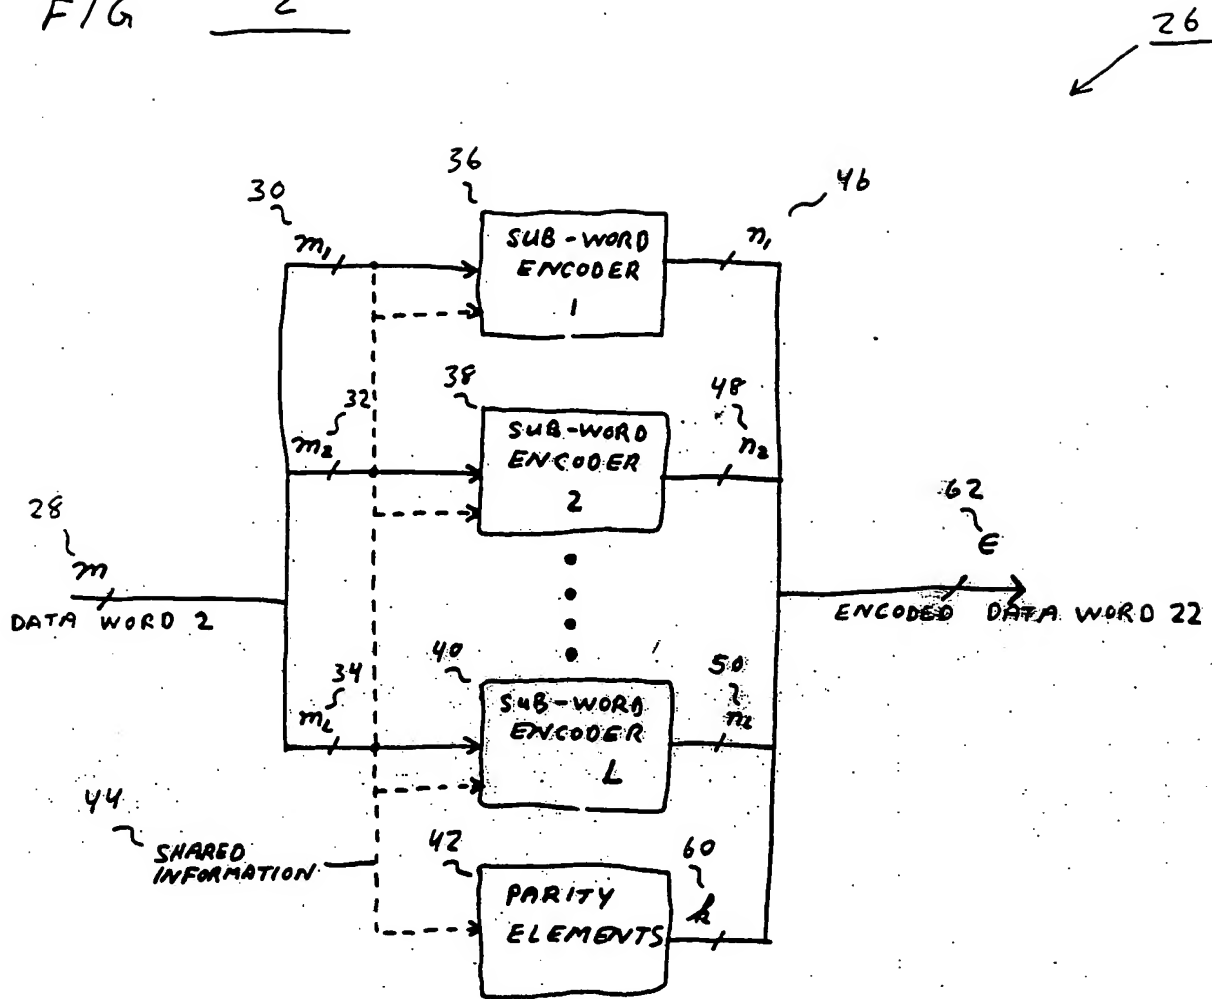 FIG 2
26
36
30
46
m₁
SUB-WORD
ENCODER
1
n₁
38
32
48
m₂
SUB-WORD
ENCODER
2
n₂
28
62
m
ϵ
DATA WORD 2
ENCODED DATA WORD 22
40
34
50
m_L
SUB-WORD
ENCODER
L
n_L
44
SHARED
INFORMATION
42
60
PARITY
ELEMENTS
k